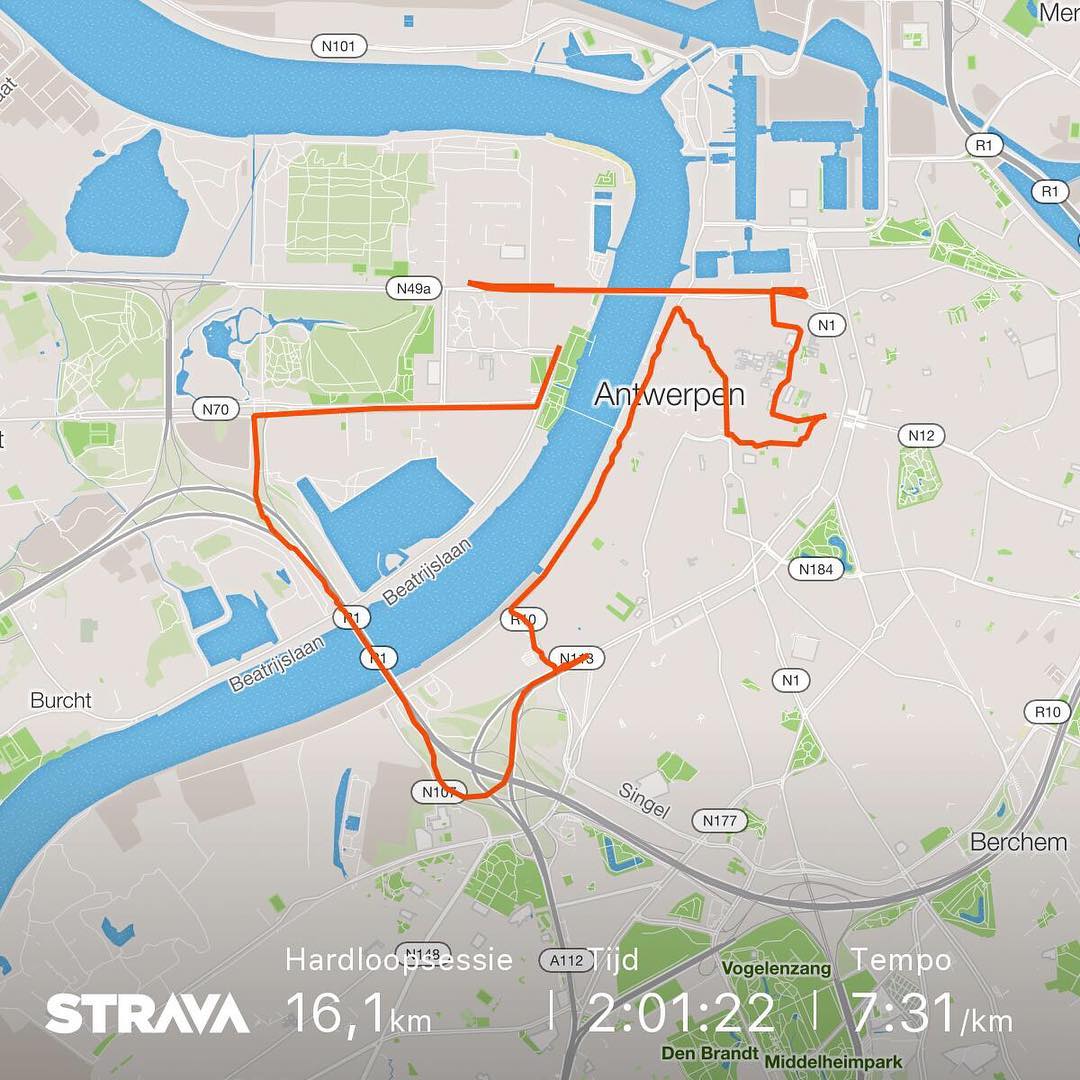 Mer
N101
R1
R1
N49a
N1
Antwerpen
N70
N12
Beatrijslaan
N184
R1
R10
R1
N113
Beatrijslaan
Burcht
N1
R10
N107
Singel
N177
Berchem
N148
A112
Vogelenzang
Hardloopsessie Tijd Tempo
STRAVA 16,1km | 2:01:22 | 7:31/km
Den Brandt
Middelheimpark